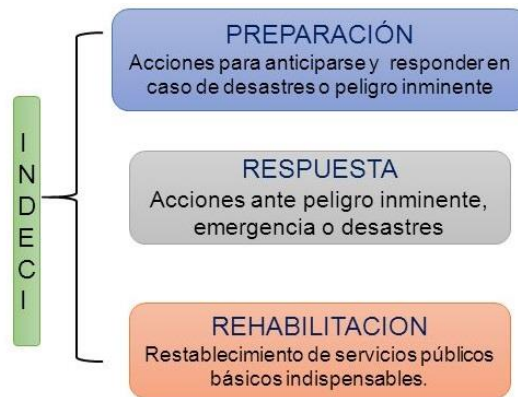 INDECI
PREPARACIÓN
Acciones para anticiparse y responder en
caso de desastres o peligro inminente
RESPUESTA
Acciones ante peligro inminente,
emergencia o desastres
REHABILITACION
Restablecimiento de servicios públicos
básicos indispensables.